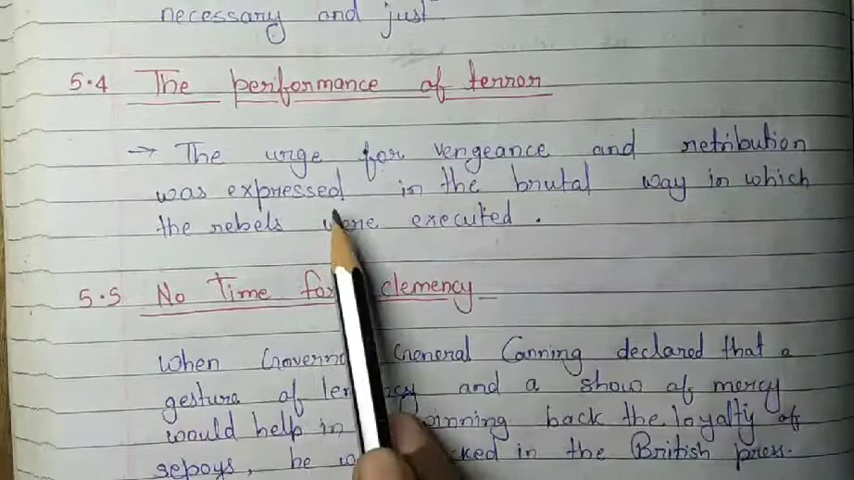 necessary and just
5.4 The performance of terror
→ The urge for vengeance and retribution
was expressed in the brutal way in which
the rebels were executed .
5.5 No Time for clemency
When General Canning declared that a
gesture of and a show of mercy
would help in back the loyalty of
sepoys , he in the British press.